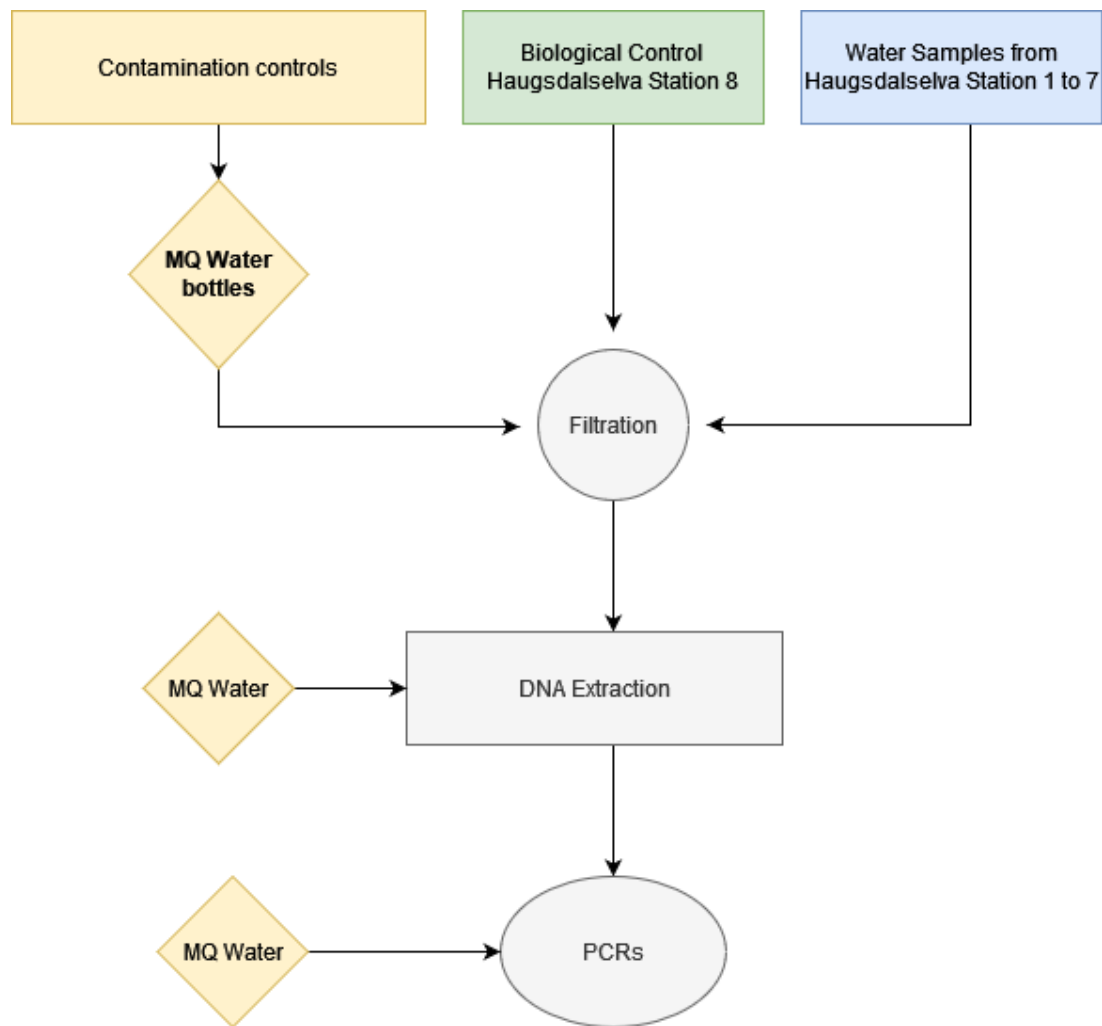 Contamination controls
Biological Control
Haugsdalselva Station 8
Water Samples from
Haugsdalselva Station 1 to 7
MQ Water
bottles
Filtration
MQ Water
DNA Extraction
MQ Water
PCRs